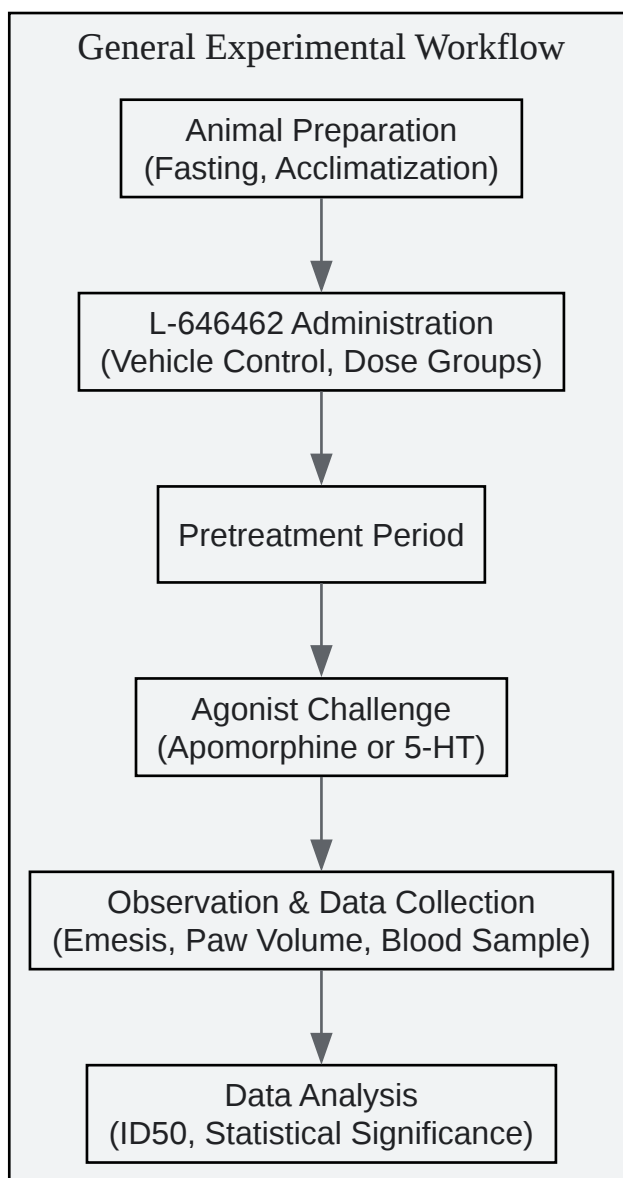 General Experimental Workflow
Animal Preparation
(Fasting, Acclimatization)
L-646462 Administration
(Vehicle Control, Dose Groups)
Pretreatment Period
Agonist Challenge
(Apomorphine or 5-HT)
Observation & Data Collection
(Emesis, Paw Volume, Blood Sample)
Data Analysis
(ID50, Statistical Significance)